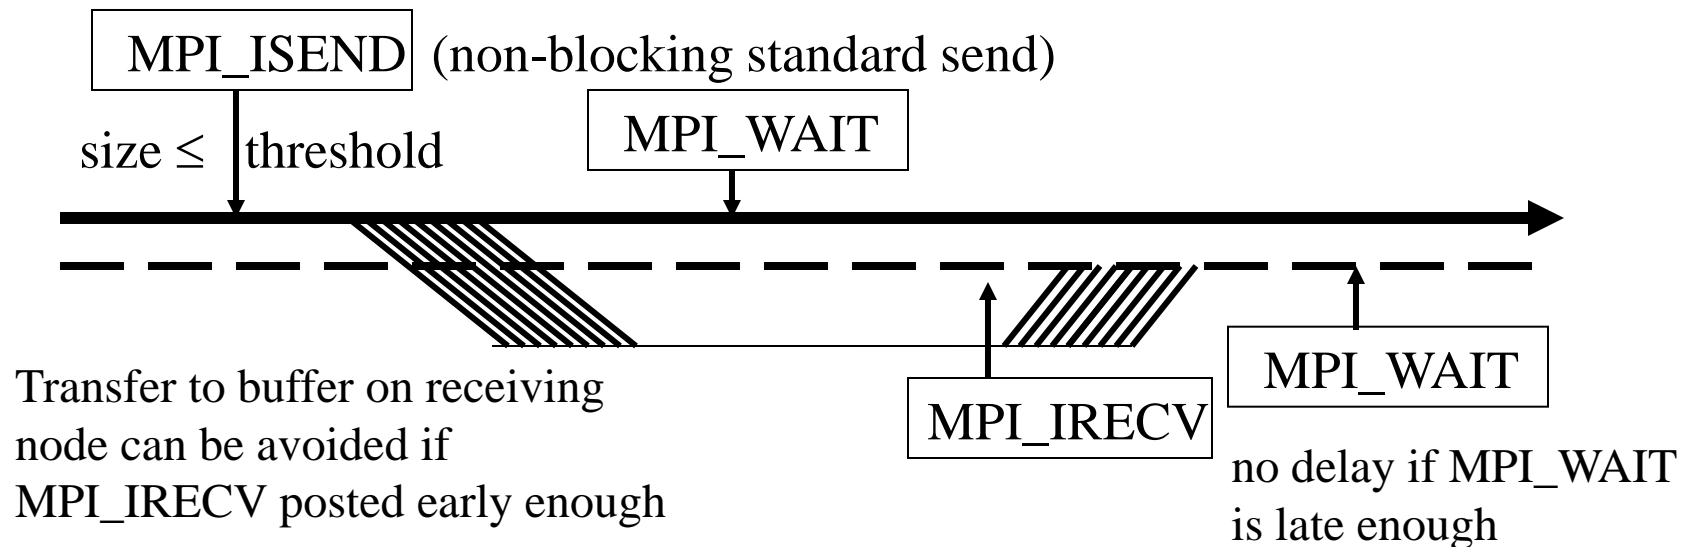 MPI_ISEND (non-blocking standard send)
MPI_WAIT
size ≤ threshold
Transfer to buffer on receiving
node can be avoided if
MPI_IRECV posted early enough
MPI_IRECV
MPI_WAIT
no delay if MPI_WAIT
is late enough